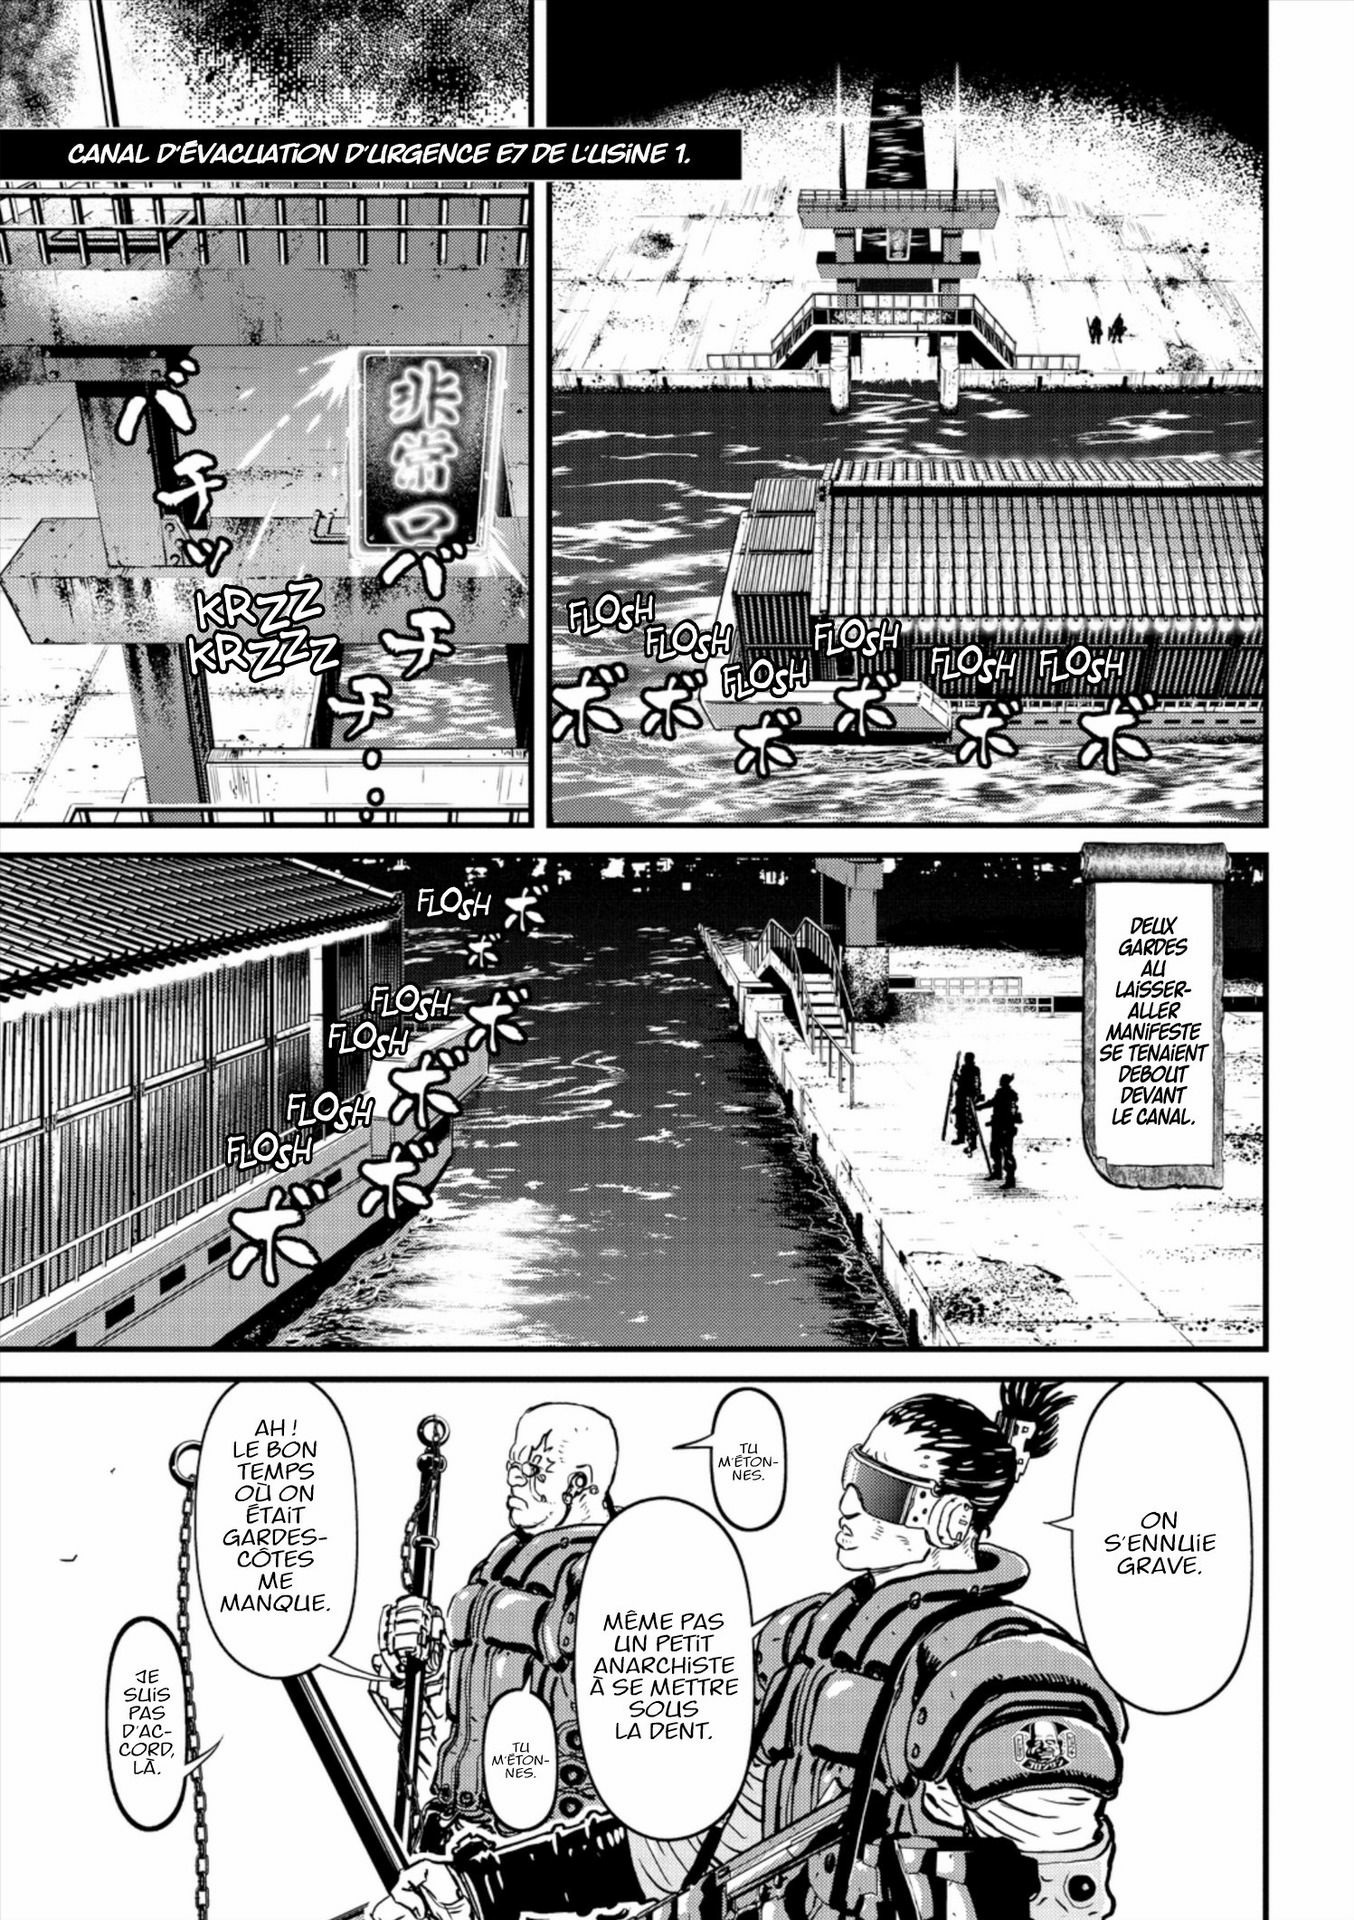 CANAL D'ÉVACUATION D'URGENCE E7 DE L'USINE 1.
FLOSH
FLOSH
FLOSH
FLOSH
FLOSH
FLOSH
ボ
ボ
ボ
ボ
ボ
ボ
非常口
バチッ
ベチチ・・・
KRZZ
KRZZZ
DEUX
GARDES
AU
LAISSER-
ALLER
MANIFESTE
SE TENAIENT
DEBOUT
DEVANT
LE CANAL.
FLOSH
ボ
ボ
FLOSH
ボ
FLOSH
ボ
FLOSH
ボ
FLOSH
ボ
ON
S'ENNUIE
GRAVE.
TU
M'ÉTON-
NES.
MÊME PAS
UN PETIT
ANARCHISTE
À SE METTRE
SOUS
LA DENT.
TU
M'ÉTON-
NES.
AH !
LE BON
TEMPS
OÙ ON
ÉTAIT
GARDES-
CÔTES
ME
MANQUE.
JE
SUIS
PAS
D'AC-
CORD,
LÀ.